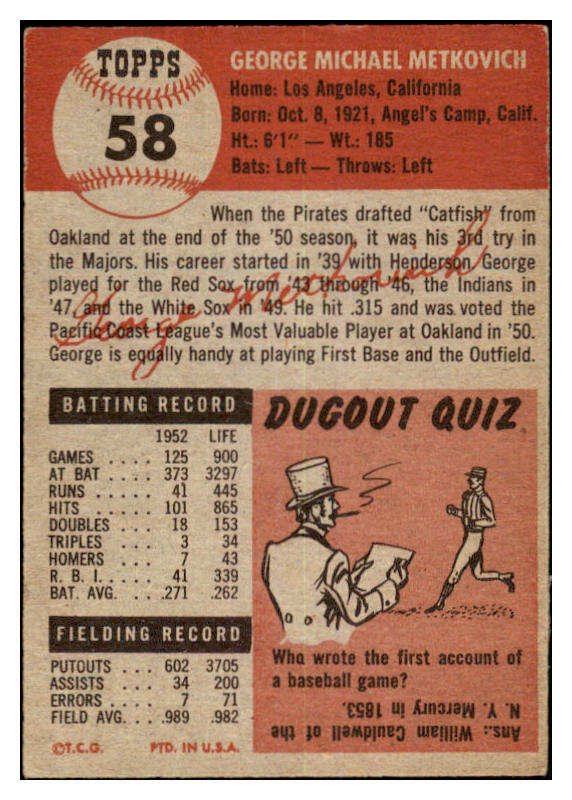 TOPPS
58
GEORGE MICHAEL METKOVICH
Home: Los Angeles, California
Born: Oct. 8, 1921, Angel's Camp, Calif.
Ht.: 6'1" — Wt.: 185
Bats: Left — Throws: Left
When the Pirates drafted "Catfish" from
Oakland at the end of the '50 season, it was his 3rd try in
the Majors. His career started in '39 with Henderson. George
played for the Red Sox from '43 through '46, the Indians in
'47 and the White Sox in '49. He hit .315 and was voted the
Pacific Coast League's Most Valuable Player at Oakland in '50.
George is equally handy at playing First Base and the Outfield.
George Metkovich
BATTING RECORD
1952 LIFE
GAMES .... 125 900
AT BAT .... 373 3297
RUNS ..... 41 445
HITS ..... 101 865
DOUBLES .. 18 153
TRIPLES ... 3 34
HOMERS ... 7 43
R. B. I. .... 41 339
BAT. AVG. .. .271 .262
FIELDING RECORD
PUTOUTS ... 602 3705
ASSISTS ... 34 200
ERRORS .... 7 71
FIELD AVG. .. .989 .982
©T.C.G. PTD. IN U.S.A.
DUGOUT QUIZ
Who wrote the first account of
a baseball game?
Ans.: William Cauldwell of the
N. Y. Mercury in 1853.